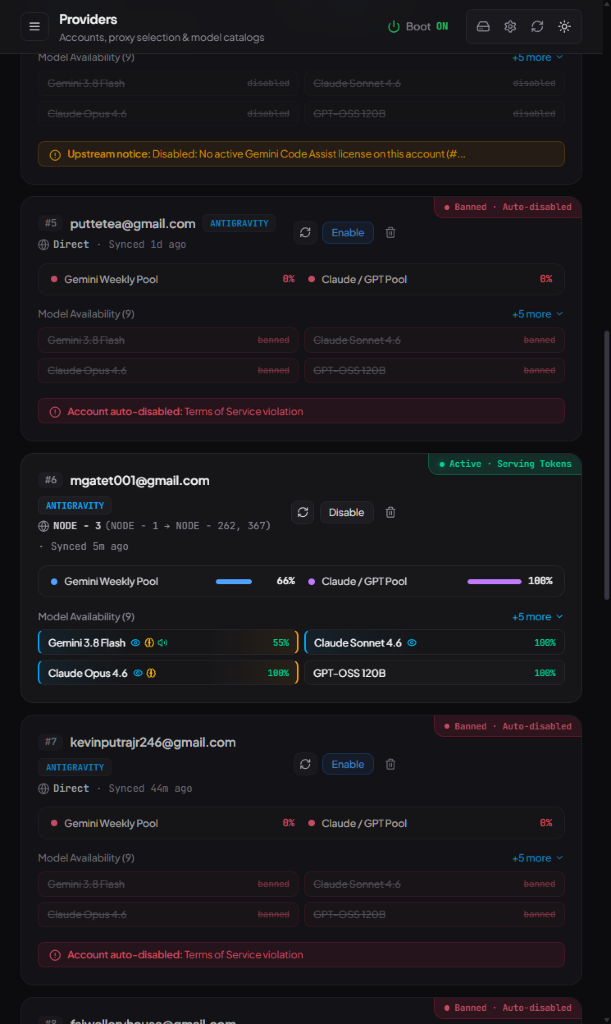 Providers
Accounts, proxy selection & model catalogs
Boot ON
Model Availability (9)
+5 more
Gemini 3.8 Flash disabled
Claude Sonnet 4.6 disabled
Claude Opus 4.6 disabled
GPT-OSS 120B disabled
Upstream notice: Disabled: No active Gemini Code Assist license on this account (#...
Banned · Auto-disabled
#5 puttetea@gmail.com ANTIGRAVITY
Enable
Direct · Synced 1d ago
Gemini Weekly Pool 0%
Claude / GPT Pool 0%
Model Availability (9)
+5 more
Gemini 3.8 Flash banned
Claude Sonnet 4.6 banned
Claude Opus 4.6 banned
GPT-OSS 120B banned
Account auto-disabled: Terms of Service violation
Active · Serving Tokens
#6 mgatet001@gmail.com
ANTIGRAVITY
Disable
NODE - 3 (NODE - 1 → NODE - 262, 367)
· Synced 5m ago
Gemini Weekly Pool 66%
Claude / GPT Pool 100%
Model Availability (9)
+5 more
Gemini 3.8 Flash 55%
Claude Sonnet 4.6 100%
Claude Opus 4.6 100%
GPT-OSS 120B 100%
Banned · Auto-disabled
#7 kevinputrajr246@gmail.com
ANTIGRAVITY
Enable
Direct · Synced 44m ago
Gemini Weekly Pool 0%
Claude / GPT Pool 0%
Model Availability (9)
+5 more
Gemini 3.8 Flash banned
Claude Sonnet 4.6 banned
Claude Opus 4.6 banned
GPT-OSS 120B banned
Account auto-disabled: Terms of Service violation
Banned · Auto-disabled